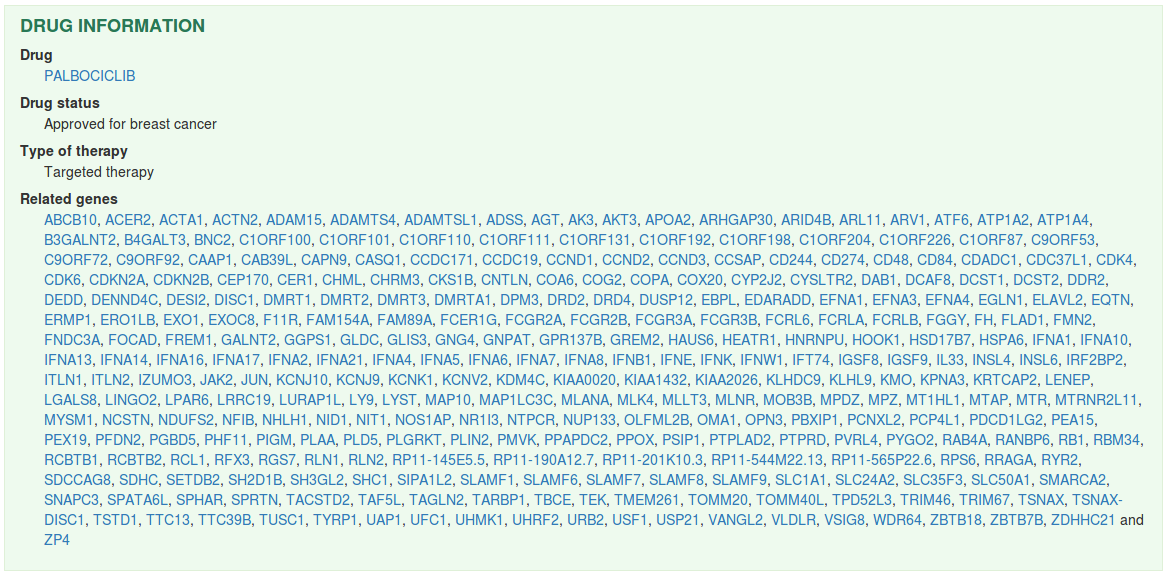 DRUG INFORMATION
Drug
PALBOCICLIB
Drug status
Approved for breast cancer
Type of therapy
Targeted therapy
Related genes
ABCB10, ACER2, ACTA1, ACTN2, ADAM15, ADAMTS4, ADAMTSL1, ADSS, AGT, AK3, AKT3, APOA2, ARHGAP30, ARID4B, ARL11, ARV1, ATF6, ATP1A2, ATP1A4,
B3GALNT2, B4GALT3, BNC2, C1ORF100, C1ORF101, C1ORF110, C1ORF111, C1ORF131, C1ORF192, C1ORF198, C1ORF204, C1ORF226, C1ORF87, C9ORF53,
C9ORF72, C9ORF92, CAAP1, CAB39L, CAPN9, CASQ1, CCDC171, CCDC19, CCND1, CCND2, CCND3, CCSAP, CD244, CD274, CD48, CD84, CDADC1, CDC37L1, CDK4,
CDK6, CDKN2A, CDKN2B, CEP170, CER1, CHML, CHRM3, CKS1B, CNTLN, COA6, COG2, COPA, COX20, CYP2J2, CYSLTR2, DAB1, DCAF8, DCST1, DCST2, DDR2,
DEDD, DENND4C, DESI2, DISC1, DMRT1, DMRT2, DMRT3, DMRTA1, DPM3, DRD2, DRD4, DUSP12, EBPL, EDARADD, EFNA1, EFNA3, EFNA4, EGLN1, ELAVL2, EQTN,
ERMP1, ERO1LB, EXO1, EXOC8, F11R, FAM154A, FAM89A, FCER1G, FCGR2A, FCGR2B, FCGR3A, FCGR3B, FCRL6, FCRLA, FCRLB, FGGY, FH, FLAD1, FMN2,
FNDC3A, FOCAD, FREM1, GALNT2, GGPS1, GLDC, GLIS3, GNG4, GNPAT, GPR137B, GREM2, HAUS6, HEATR1, HNRNPU, HOOK1, HSD17B7, HSPA6, IFNA1, IFNA10,
IFNA13, IFNA14, IFNA16, IFNA17, IFNA2, IFNA21, IFNA4, IFNA5, IFNA6, IFNA7, IFNA8, IFNB1, IFNE, IFNK, IFNW1, IFT74, IGSF8, IGSF9, IL33, INSL4, INSL6, IRF2BP2,
ITLN1, ITLN2, IZUMO3, JAK2, JUN, KCNJ10, KCNJ9, KCNK1, KCNV2, KDM4C, KIAA0020, KIAA1432, KIAA2026, KLHDC9, KLHL9, KMO, KPNA3, KRTCAP2, LENEP,
LGALS8, LINGO2, LPAR6, LRRC19, LURAP1L, LY9, LYST, MAP10, MAP1LC3C, MLANA, MLK4, MLLT3, MLNR, MOB3B, MPDZ, MPZ, MT1HL1, MTAP, MTR, MTRNR2L11,
MYSM1, NCSTN, NDUFS2, NFIB, NHLH1, NID1, NIT1, NOS1AP, NR1I3, NTPCR, NUP133, OLFML2B, OMA1, OPN3, PBXIP1, PCNXL2, PCP4L1, PDCD1LG2, PEA15,
PEX19, PFDN2, PGBD5, PHF11, PIGM, PLAA, PLD5, PLGRKT, PLIN2, PMVK, PPAPDC2, PPOX, PSIP1, PTPLAD2, PTPRD, PVRL4, PYGO2, RAB4A, RANBP6, RB1, RBM34,
RCBTB1, RCBTB2, RCL1, RFX3, RGS7, RLN1, RLN2, RP11-145E5.5, RP11-190A12.7, RP11-201K10.3, RP11-544M22.13, RP11-565P22.6, RPS6, RRAGA, RYR2,
SDCCAG8, SDHC, SETDB2, SH2D1B, SH3GL2, SHC1, SIPA1L2, SLAMF1, SLAMF6, SLAMF7, SLAMF8, SLAMF9, SLC1A1, SLC24A2, SLC35F3, SLC50A1, SMARCA2,
SNAPC3, SPATA6L, SPHAR, SPRTN, TACSTD2, TAF5L, TAGLN2, TARBP1, TBCE, TEK, TMEM261, TOMM20, TOMM40L, TPD52L3, TRIM46, TRIM67, TSNAX, TSNAX-
DISC1, TSTD1, TTC13, TTC39B, TUSC1, TYRP1, UAP1, UFC1, UHMK1, UHRF2, URB2, USF1, USP21, VANGL2, VLDLR, VSIG8, WDR64, ZBTB18, ZBTB7B, ZDHHC21 and
ZP4